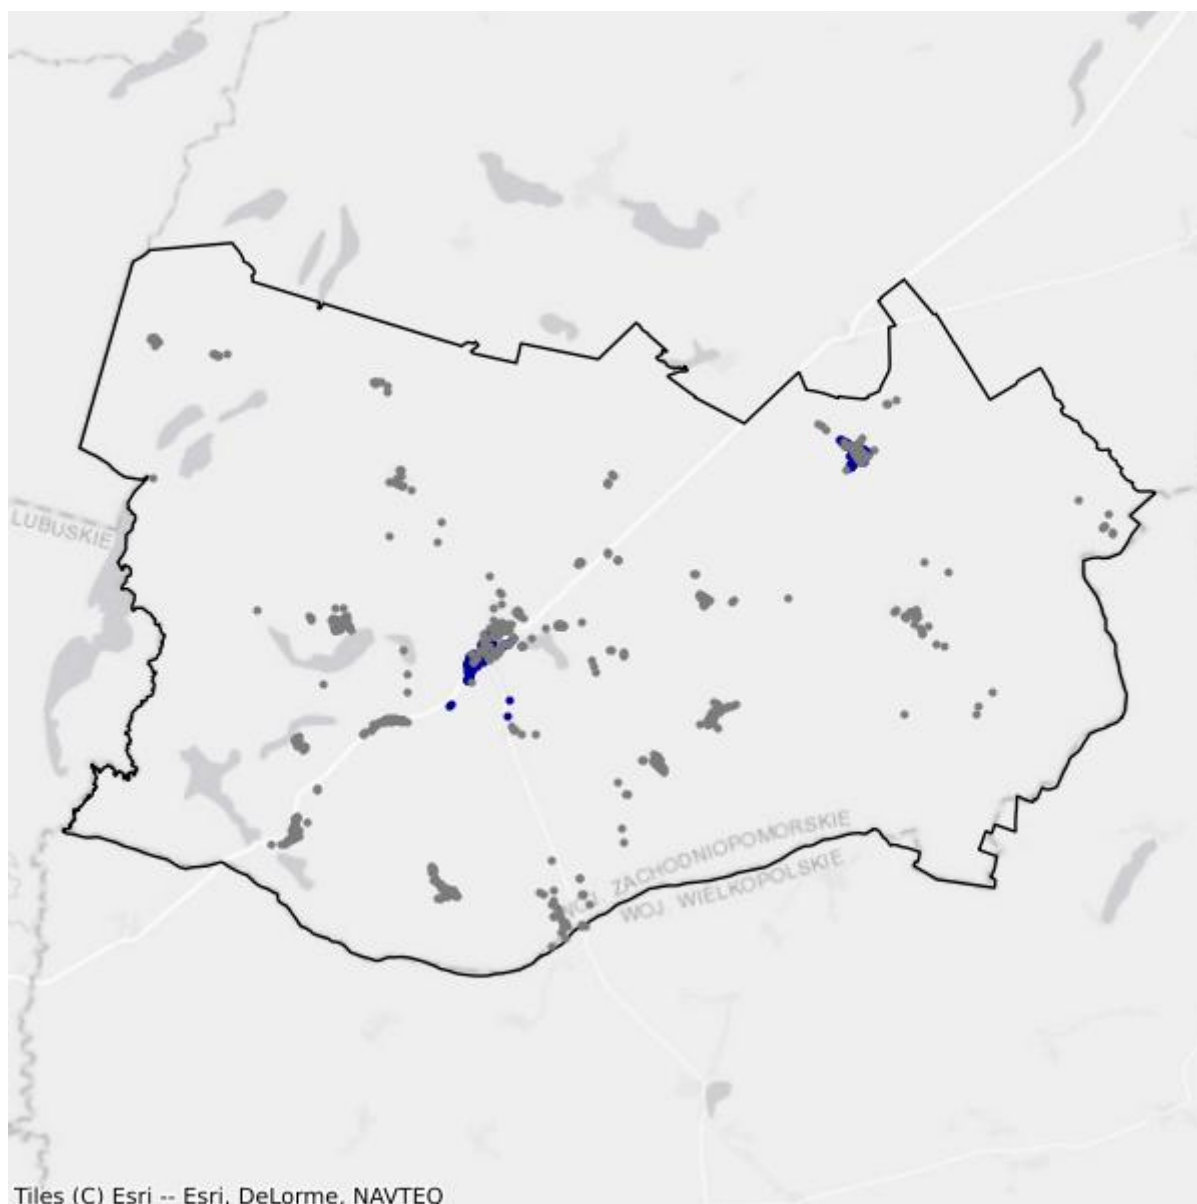 LUBUSKIE
WOJ. ZACHODNIOPOMORSKIE
WOJ. WIELKOPOLSKIE
Tiles (C) Esri -- Esri, DeLorme, NAVTEQ